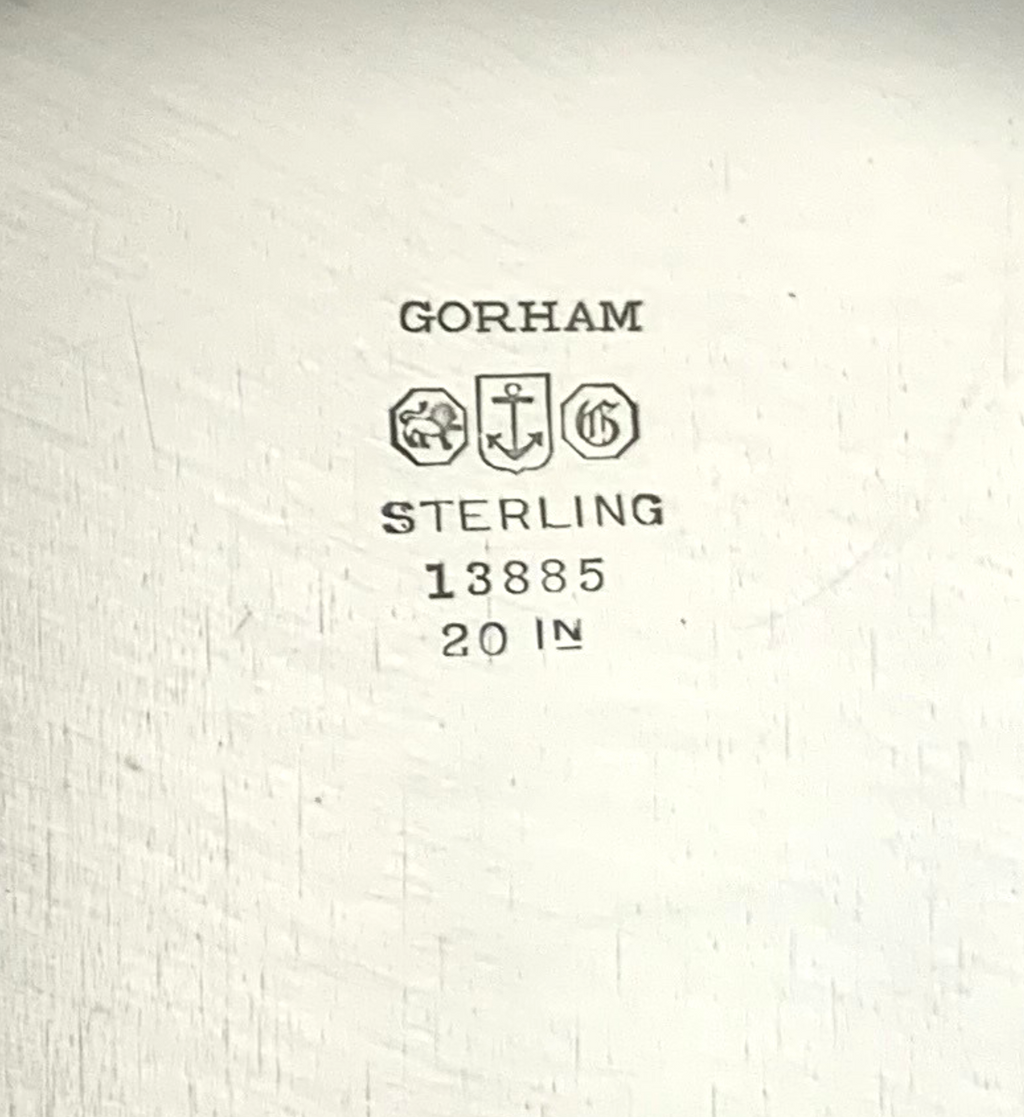 GORHAM
G
STERLING
13885
20 IN